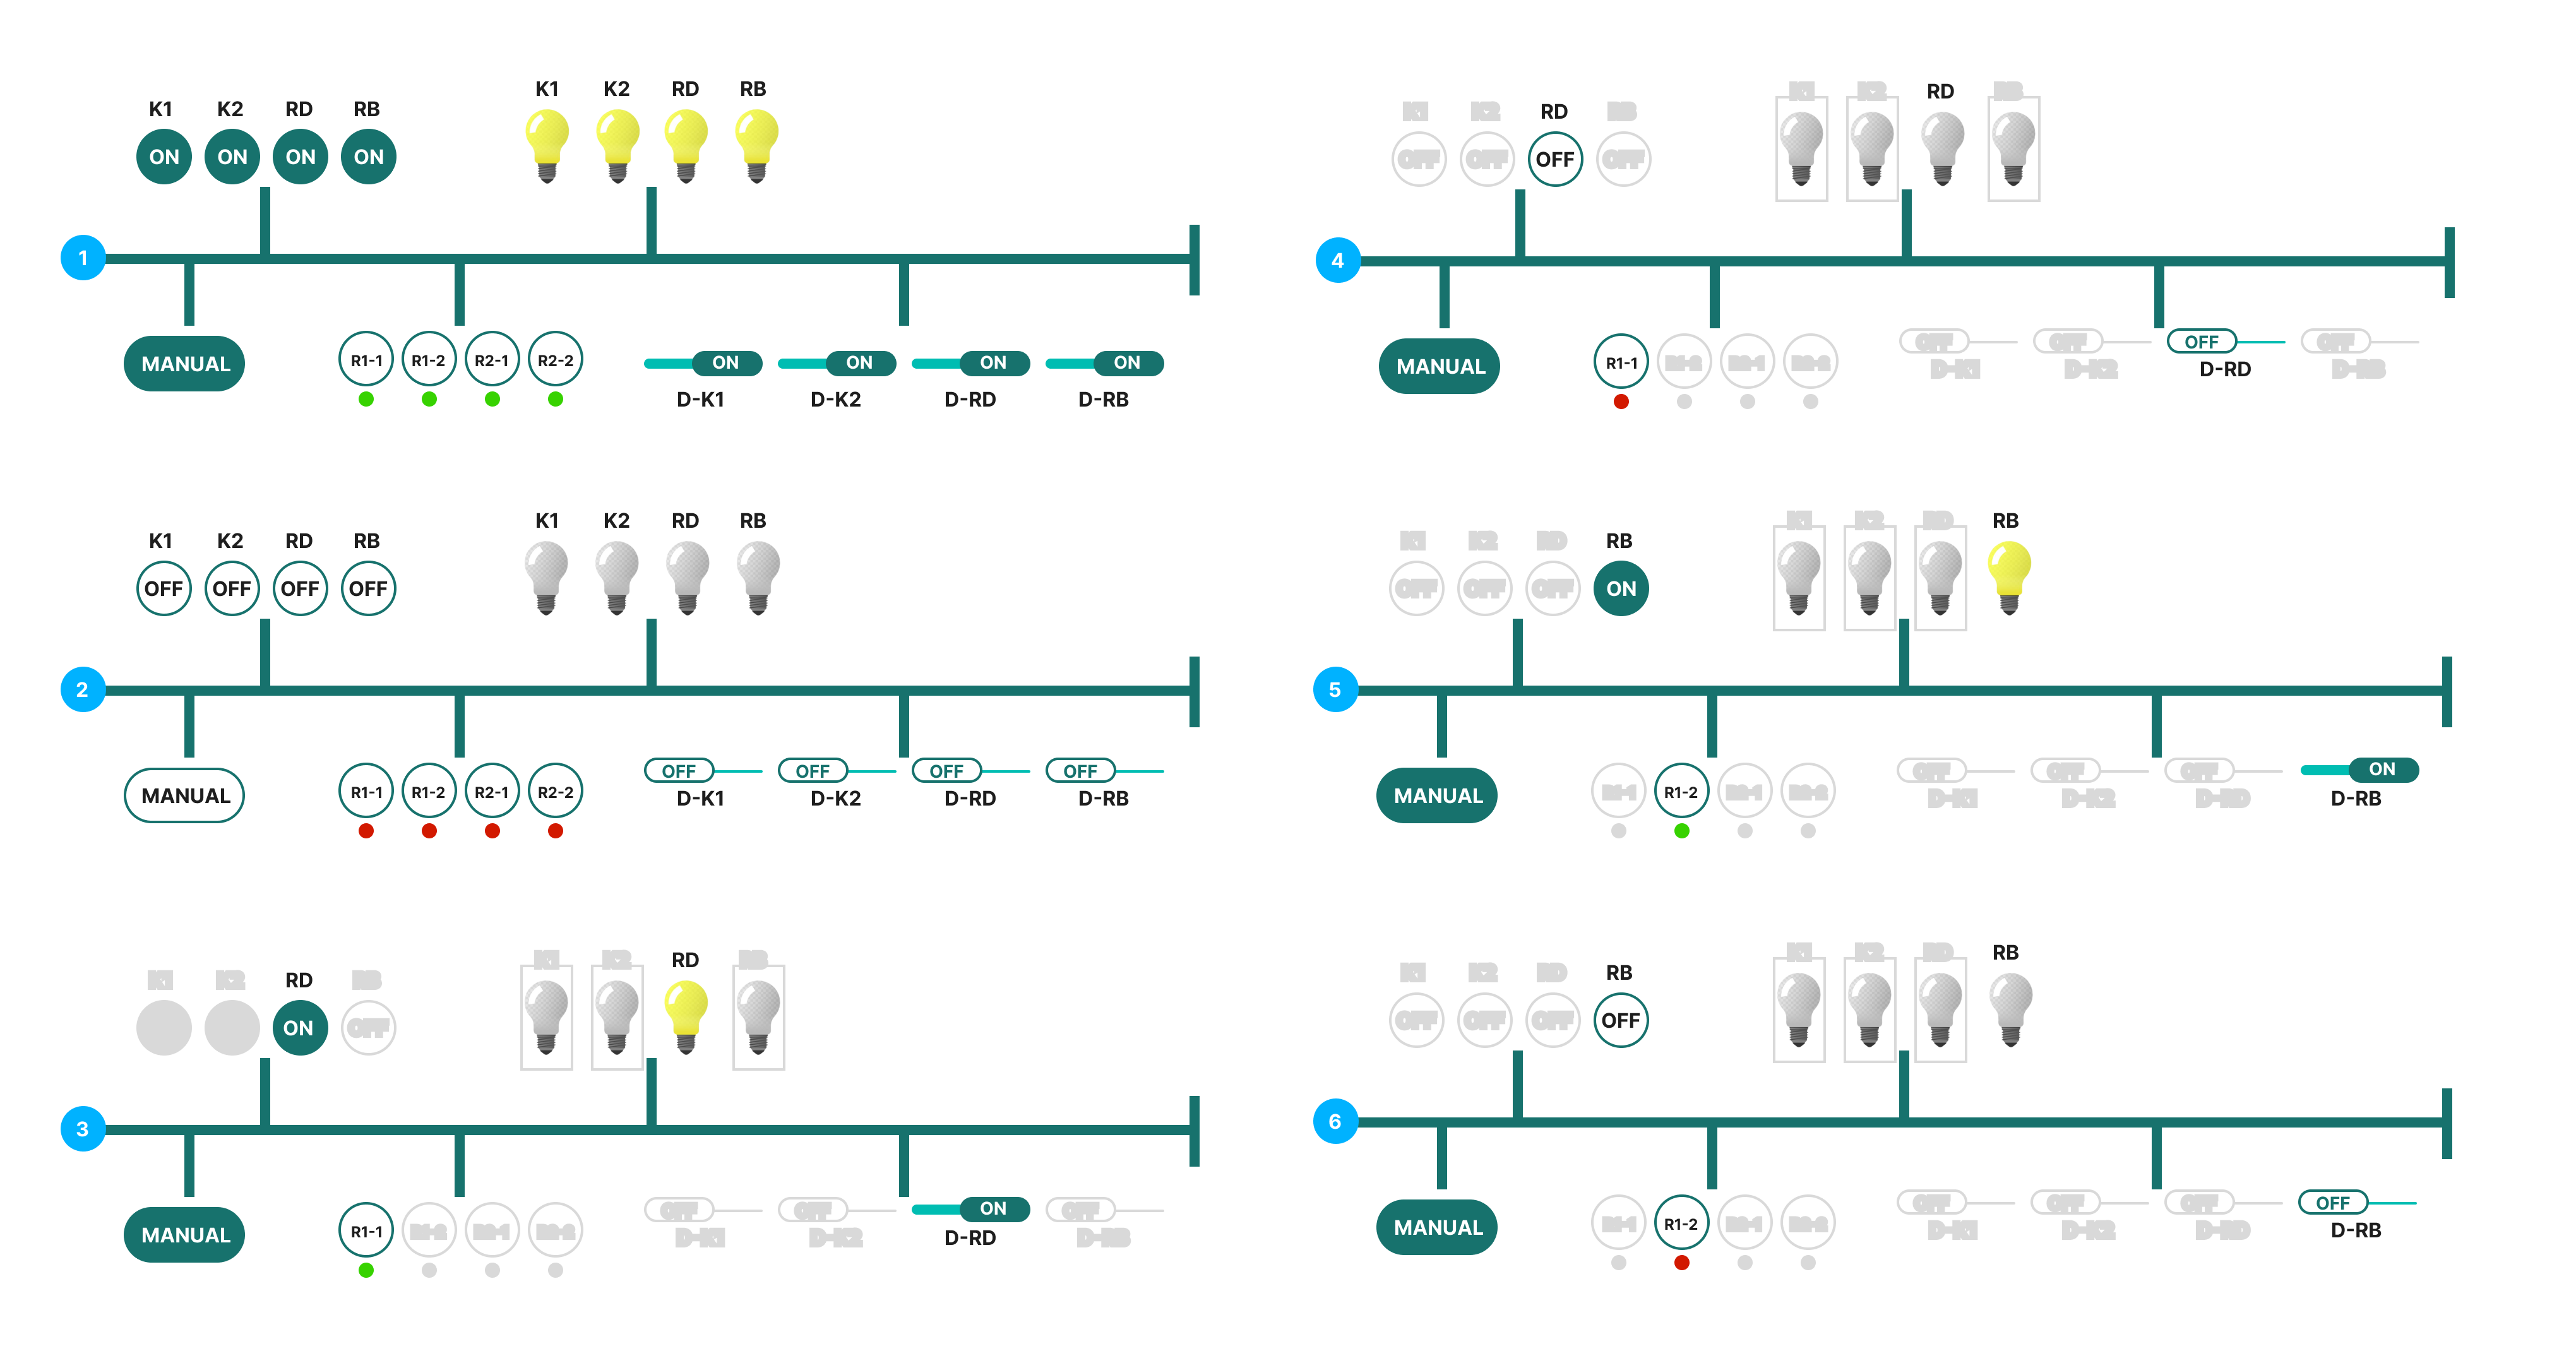 K1 K2 RD RB
ON ON ON ON
K1 K2 RD RB
1
MANUAL
R1-1 R1-2 R2-1 R2-2
ON ON ON ON
D-K1 D-K2 D-RD D-RB
K1 K2 RD RB
OFF OFF OFF OFF
K1 K2 RD RB
2
MANUAL
R1-1 R1-2 R2-1 R2-2
OFF OFF OFF OFF
D-K1 D-K2 D-RD D-RB
K1 K2 RD RB
ON OFF
K1 K2 RD RB
3
MANUAL
R1-1 R1-2 R2-1 R2-2
OFF OFF ON OFF
D-K1 D-K2 D-RD D-RB
K1 K2 RD RB
OFF OFF OFF OFF
K1 K2 RD RB
4
MANUAL
R1-1 R1-2 R2-1 R2-2
OFF OFF OFF OFF
D-K1 D-K2 D-RD D-RB
K1 K2 RD RB
OFF OFF OFF ON
K1 K2 RD RB
5
MANUAL
R1-1 R1-2 R2-1 R2-2
OFF OFF OFF ON
D-K1 D-K2 D-RD D-RB
K1 K2 RD RB
OFF OFF OFF OFF
K1 K2 RD RB
6
MANUAL
R1-1 R1-2 R2-1 R2-2
OFF OFF OFF OFF
D-K1 D-K2 D-RD D-RB